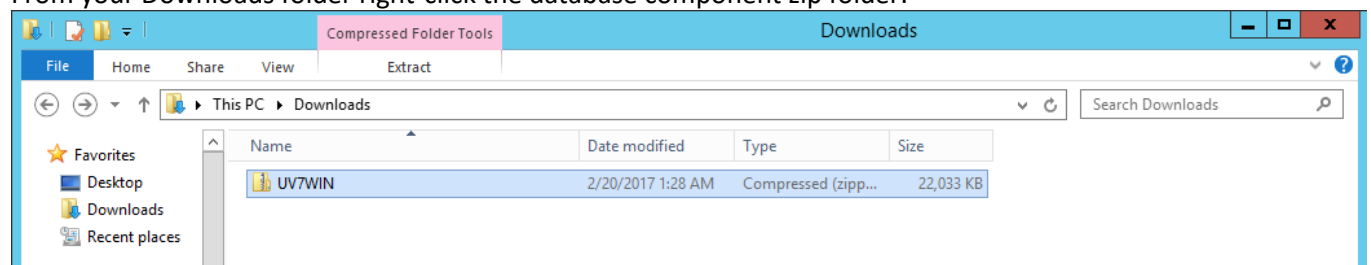 From your Downloads folder right-click the database component zip folder.
Compressed Folder Tools
Downloads
File Home Share View Extract
This PC Downloads
Search Downloads
Name Date modified Type Size
Favorites
UV7WIN 2/20/2017 1:28 AM Compressed (zipp... 22,033 KB
Desktop
Downloads
Recent places